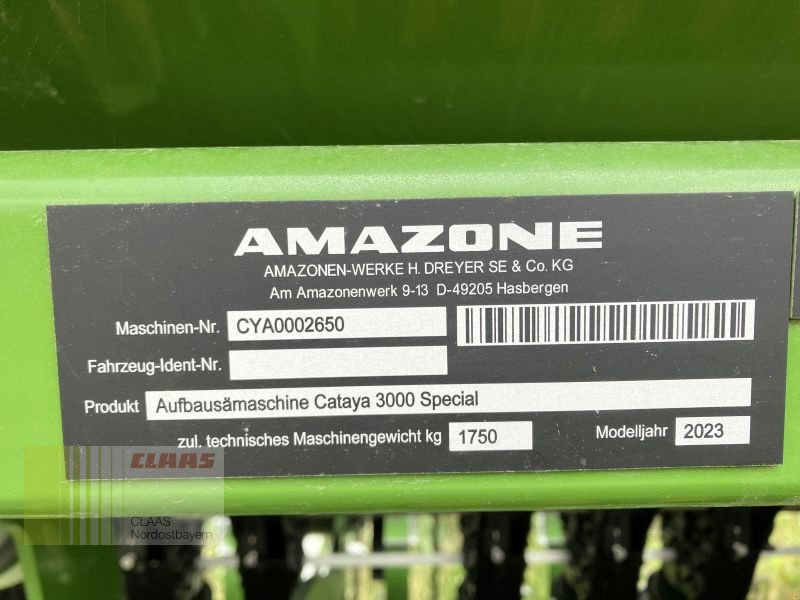 AMAZONE
AMAZONEN-WERKE H. DREYER SE & Co. KG
Am Amazonenwerk 9-13 D-49205 Hasbergen
Maschinen-Nr. CYA0002650
Fahrzeug-Ident-Nr.
Produkt Aufbausämaschine Cataya 3000 Special
zul. technisches Maschinengewicht kg 1750 Modelljahr 2023
CLAAS
CLAAS
Nordostbayern